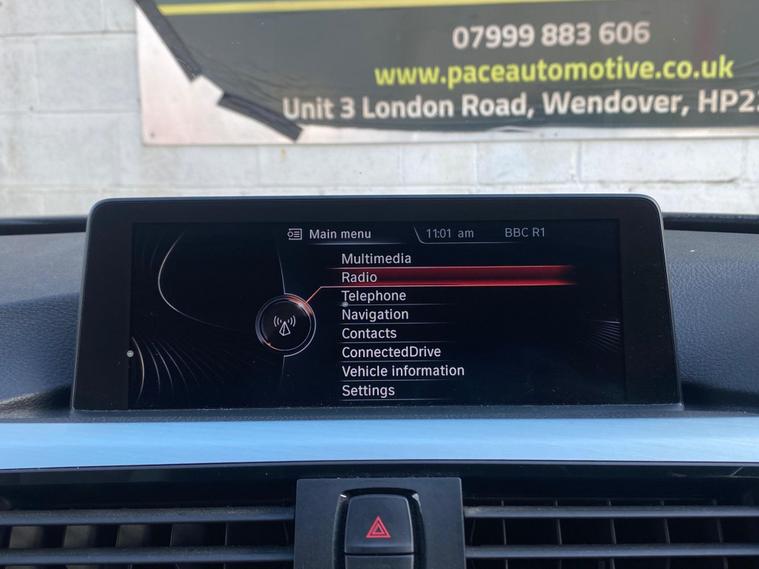 07999 883 606
www.paceautomotive.co.uk
Unit 3 London Road, Wendover,
Main menu
11:01 am
BBC R1
Multimedia
Radio
Telephone
Navigation
Contacts
ConnectedDrive
Vehicle information
Settings